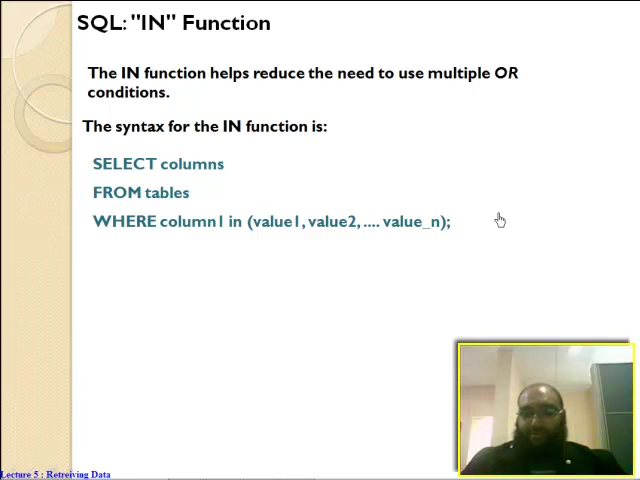 SQL: "IN" Function
The IN function helps reduce the need to use multiple OR
conditions.
The syntax for the IN function is:
SELECT columns
FROM tables
WHERE column1 in (value1, value2, .... value_n);
Lecture 5 : Retreiving Data